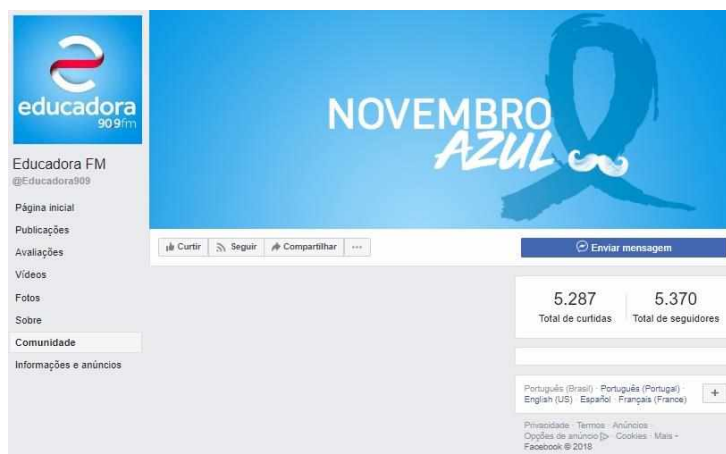 educadora
90 9fm
Educadora FM
@Educadora909
Página inicial
Publicações
Avaliações
Vídeos
Fotos
Sobre
Comunidade
Informações e anúncios
NOVEMBRO
AZUL
Curtir Seguir Compartilhar ...
Enviar mensagem
5.287 5.370
Total de curtidas Total de seguidores
Português (Brasil) · Português (Portugal) ·
English (US) · Español · Français (France)
+
Privacidade · Termos · Anúncios ·
Opções de anúncio · Cookies · Mais
Facebook © 2018